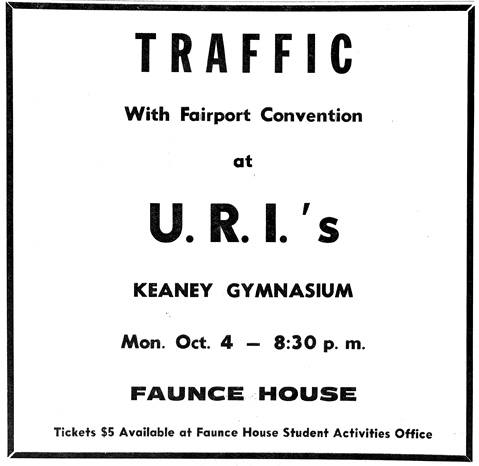 TRAFFIC
With Fairport Convention
at
U.R.I.'s
KEANEY GYMNASIUM
Mon. Oct. 4 — 8:30 p. m.
FAUNCE HOUSE
Tickets $5 Available at Faunce House Student Activities Office